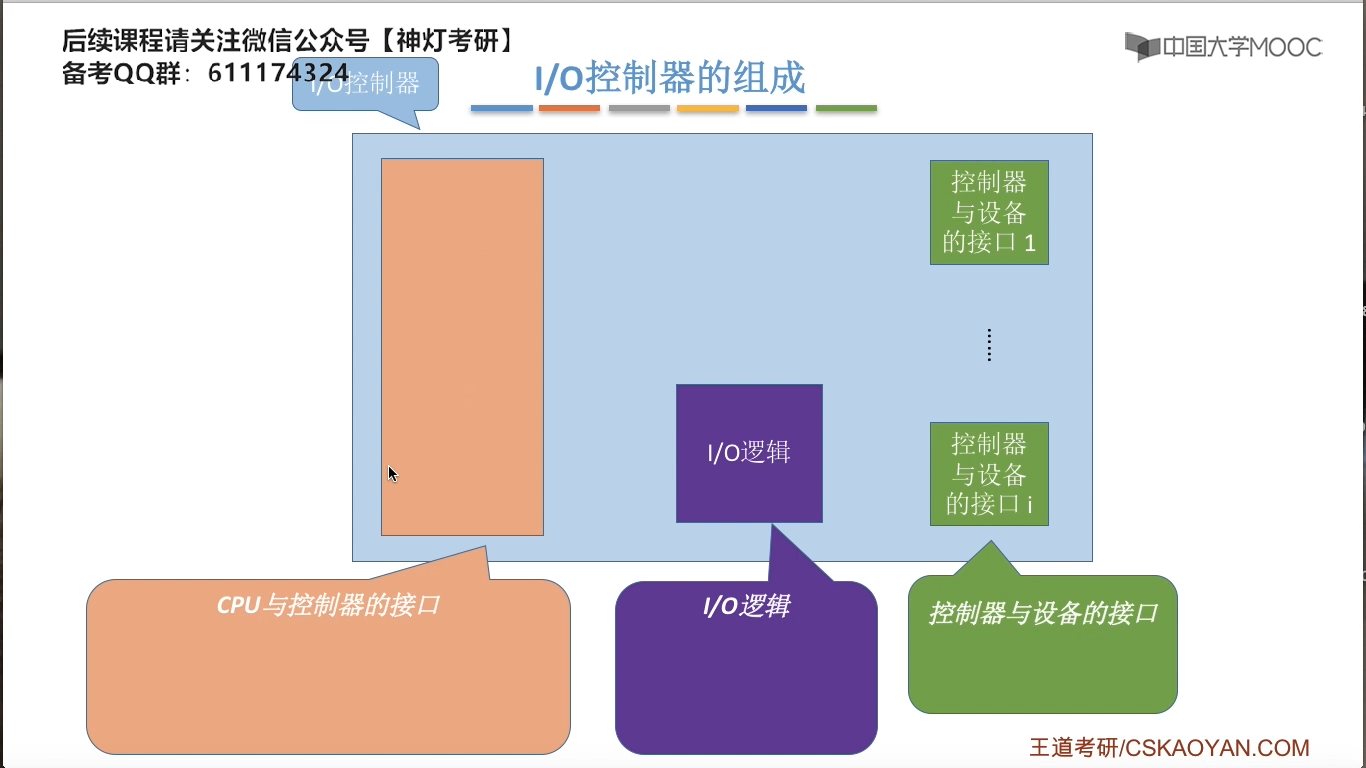 后续课程请关注微信公众号【神灯考研】
备考QQ群：611174324
I/O控制器
I/O控制器的组成
中国大学MOOC
控制器
与设备
的接口 1
I/O逻辑
控制器
与设备
的接口 i
CPU与控制器的接口
I/O逻辑
控制器与设备的接口
王道考研/CSKAOYAN.COM